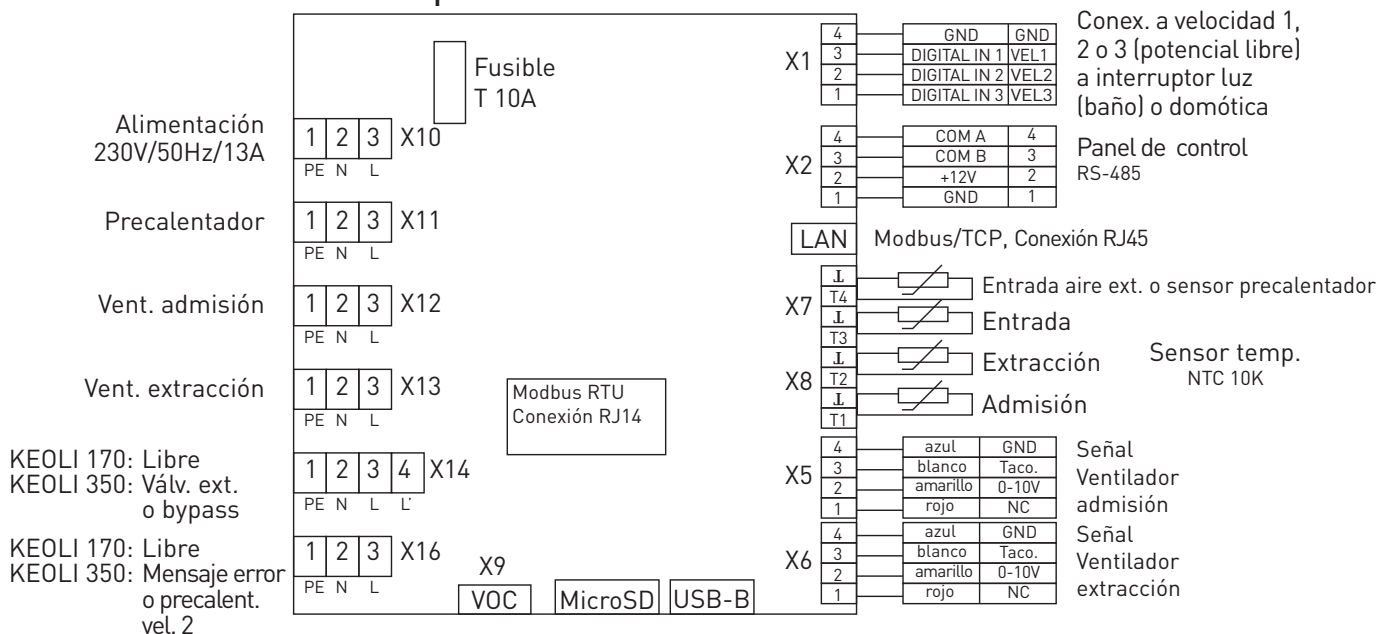 Fusible
T 10A
Alimentación
230V/50Hz/13A
1 2 3 X10
PE N L
Precalentador
1 2 3 X11
PE N L
Vent. admisión
1 2 3 X12
PE N L
Vent. extracción
1 2 3 X13
PE N L
KEOLI 170: Libre
KEOLI 350: Válv. ext.
o bypass
1 2 3 4 X14
PE N L L'
KEOLI 170: Libre
KEOLI 350: Mensaje error
o precalent.
vel. 2
1 2 3 X16
PE N L
Modbus RTU
Conexión RJ14
X9
VOC
MicroSD
USB-B
X1
4 GND GND
3 DIGITAL IN 1 VEL1
2 DIGITAL IN 2 VEL2
1 DIGITAL IN 3 VEL3
Conex. a velocidad 1,
2 o 3 (potencial libre)
a interruptor luz
(baño) o domótica
X2
4 COM A 4
3 COM B 3
2 +12V 2
1 GND 1
Panel de control
RS-485
LAN Modbus/TCP, Conexión RJ45
X7
T
T4
Entrada aire ext. o sensor precalentador
T
T3
Entrada
X8
T
T2
Extracción
T
T1
Admisión
Sensor temp.
NTC 10K
X5
4 azul GND
3 blanco Taco.
2 amarillo 0-10V
1 rojo NC
Señal
Ventilador
admisión
X6
4 azul GND
3 blanco Taco.
2 amarillo 0-10V
1 rojo NC
Señal
Ventilador
extracción